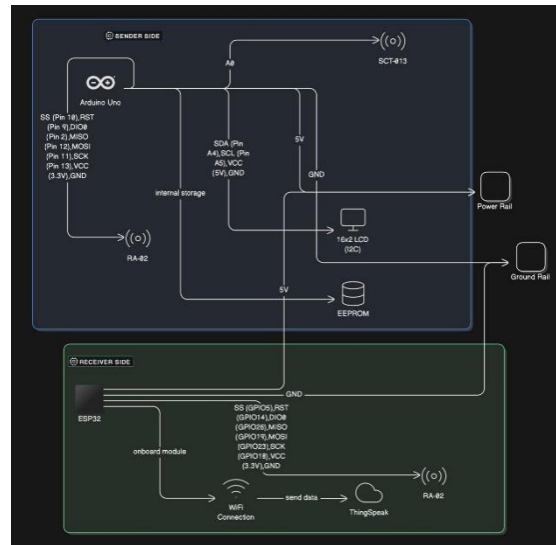 SENDER SIDE
A0
SCT-013
Arduino Uno
SS (Pin 10),RST
(Pin 9),DIO0
(Pin 2),MISO
(Pin 12),MOSI
(Pin 11),SCK
(Pin 13),VCC
(3.3V),GND
SDA (Pin
A4),SCL (Pin
A5),VCC
(5V),GND
5V
GND
internal storage
Power Rail
RA-02
16x2 LCD
(I2C)
Ground Rail
5V
EEPROM
RECEIVER SIDE
GND
ESP32
SS (GPIO5),RST
(GPIO14),DIO0
(GPIO26),MISO
(GPIO19),MOSI
(GPIO23),SCK
(GPIO18),VCC
(3.3V),GND
onboard module
RA-02
WiFi
Connection
send data
ThingSpeak